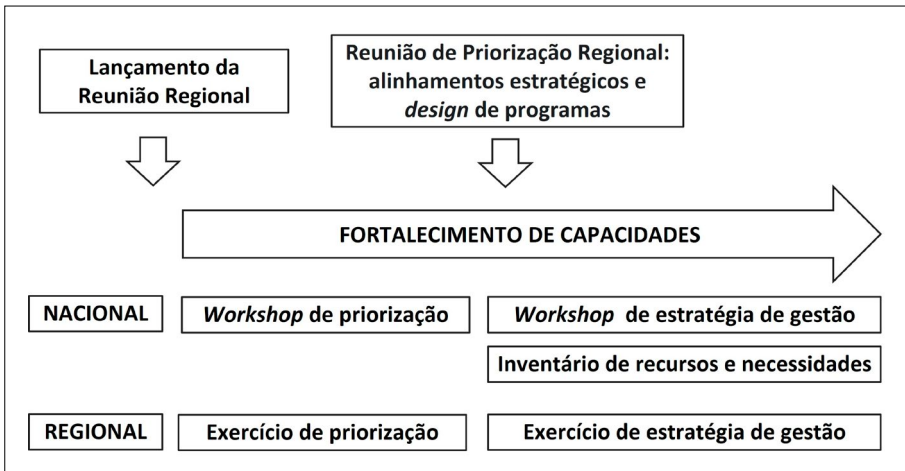 Lançamento da
Reunião Regional
Reunião de Priorização Regional:
alinhamentos estratégicos e
design de programas
FORTALECIMENTO DE CAPACIDADES
NACIONAL
Workshop de priorização
Workshop de estratégia de gestão
Inventário de recursos e necessidades
REGIONAL
Exercício de priorização
Exercício de estratégia de gestão